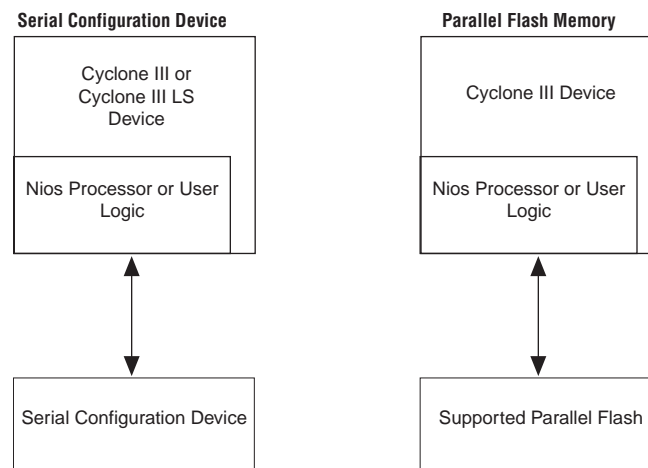 Serial Configuration Device
Cyclone III or
Cyclone III LS
Device
Nios Processor or User
Logic
Serial Configuration Device
Parallel Flash Memory
Cyclone III Device
Nios Processor or User
Logic
Supported Parallel Flash